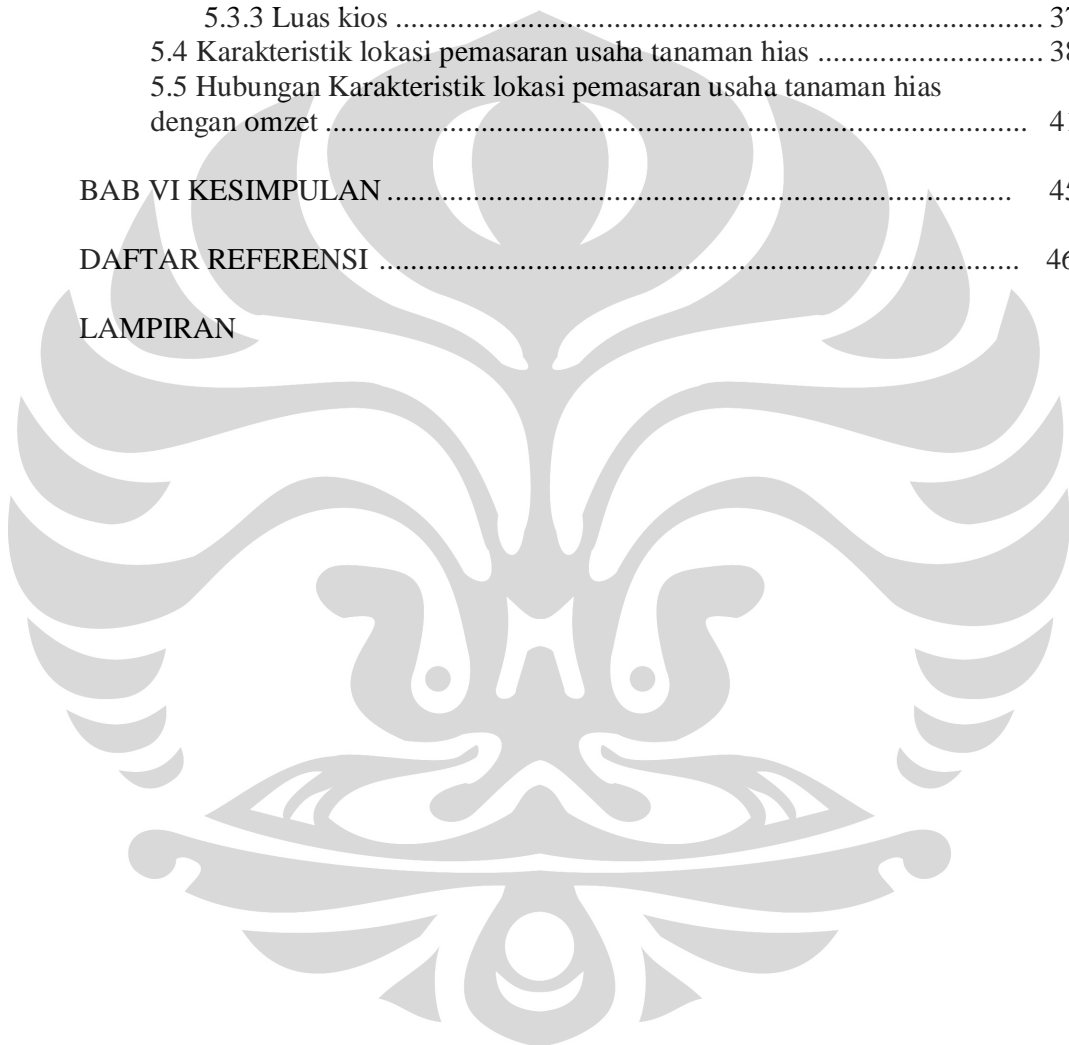 5.3.3 Luas kios .................................................................................... 37
5.4 Karakteristik lokasi pemasaran usaha tanaman hias ............................. 38
5.5 Hubungan Karakteristik lokasi pemasaran usaha tanaman hias
dengan omzet ........................................................................................... 41
BAB VI KESIMPULAN ................................................................................ 45
DAFTAR REFERENSI .................................................................................. 46
LAMPIRAN